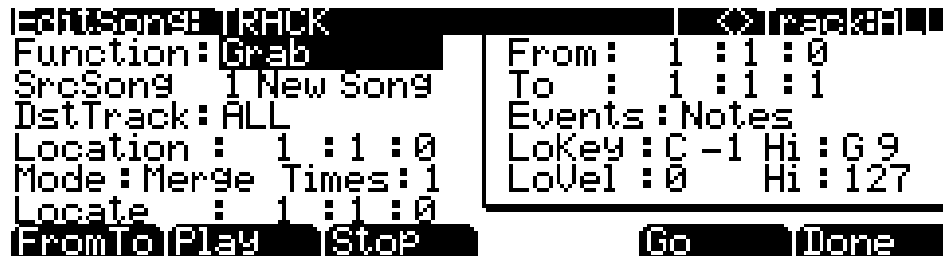 EditSong: TRACK <>Track:ALL
Function:Grab
SrcSong 1 New Song
DstTrack:ALL
Location : 1 :1 :0
Mode:Merge Times:1
Locate : 1 :1 :0
From: 1 :1 :0
To : 1 :1 :1
Events:Notes
LoKey:C -1 Hi:G 9
LoVel:0 Hi:127
FromTo Play Stop Go Done